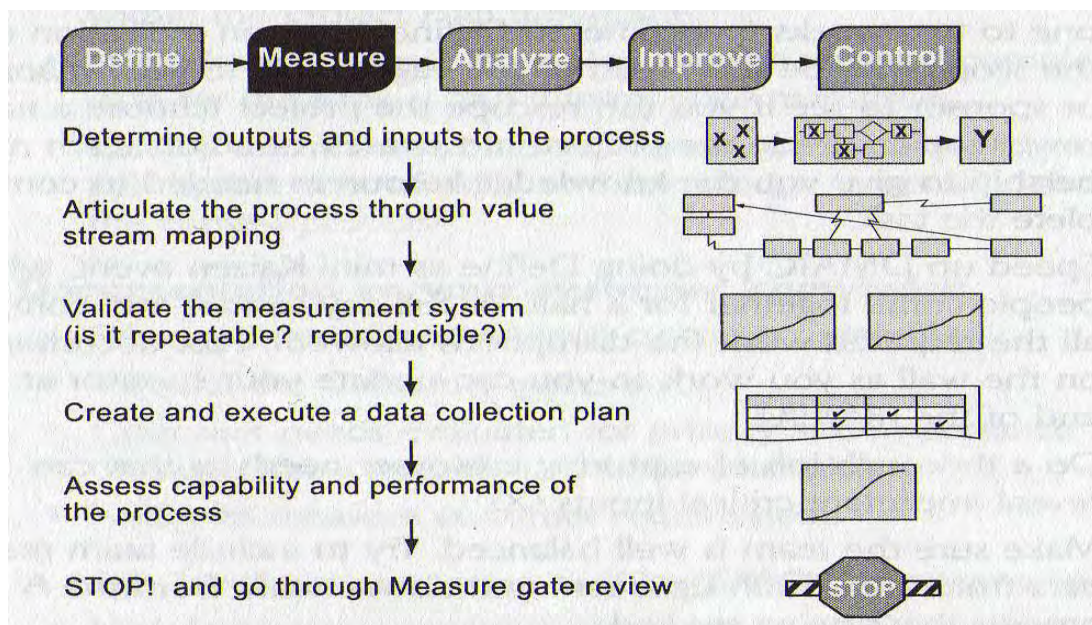 Define Measure Analyze Improve Control
Determine outputs and inputs to the process
X X X X X X Y
Articulate the process through value
stream mapping
Validate the measurement system
(is it repeatable? reproducible?)
Create and execute a data collection plan
Assess capability and performance of
the process
STOP! and go through Measure gate review
STOP